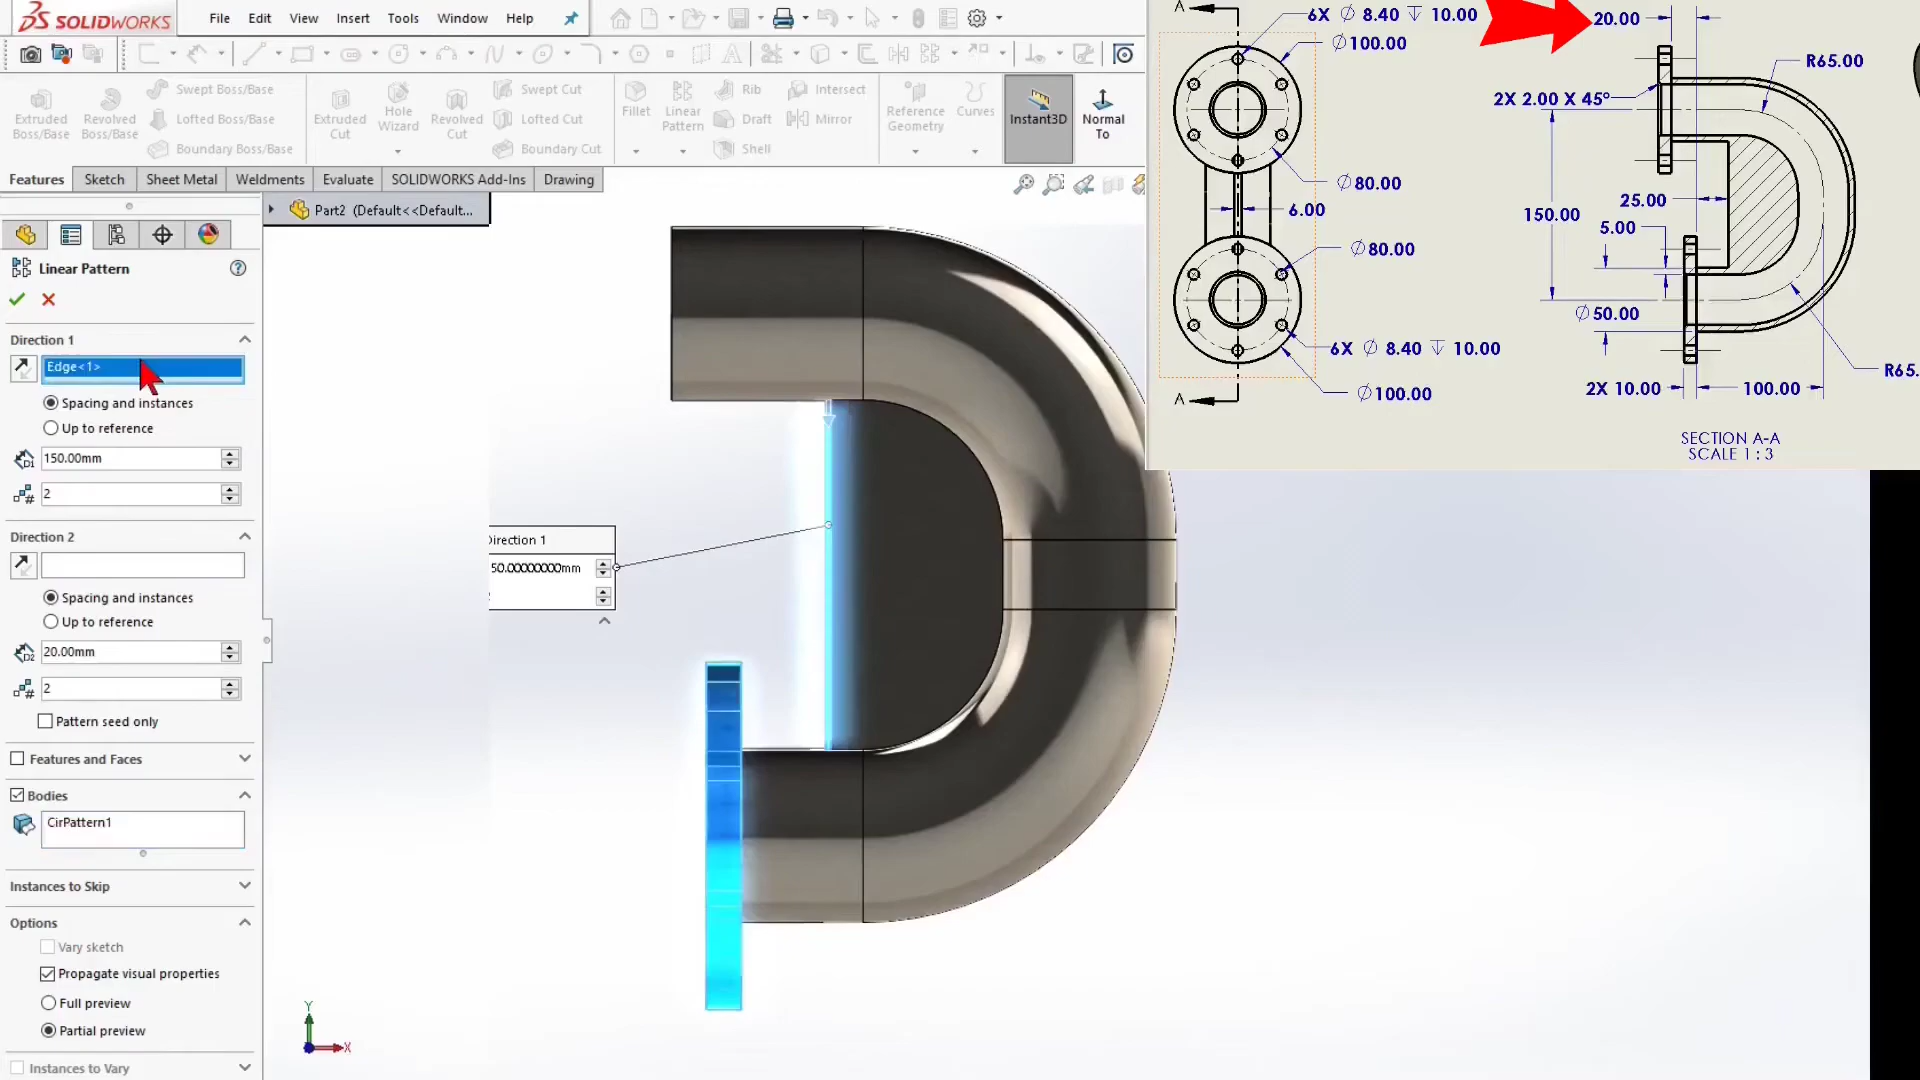 SOLIDWORKS
File Edit View Insert Tools Window Help
Extruded Boss/Base
Revolved Boss/Base
Swept Boss/Base
Lofted Boss/Base
Boundary Boss/Base
Extruded Cut
Hole Wizard
Revolved Cut
Swept Cut
Lofted Cut
Boundary Cut
Fillet
Linear Pattern
Rib
Draft
Shell
Intersect
Mirror
Reference Geometry
Curves
Instant3D
Normal To
Features Sketch Sheet Metal Weldments Evaluate SOLIDWORKS Add-Ins Drawing
Part2 (Default<<Default...
Linear Pattern
Direction 1
Edge<1>
Spacing and instances
Up to reference
D1
150.00mm
#
2
Direction 2
Spacing and instances
Up to reference
D2
20.00mm
#
2
Pattern seed only
Features and Faces
Bodies
CirPattern1
Instances to Skip
Options
Vary sketch
Propagate visual properties
Full preview
Partial preview
Instances to Vary
Direction 1
50.00000000mm
Y
X
A
6X Ø 8.40 ↧ 10.00
Ø100.00
Ø80.00
6.00
Ø80.00
6X Ø 8.40 ↧ 10.00
Ø100.00
A
20.00
R65.00
2X 2.00 X 45°
25.00
150.00
5.00
Ø50.00
2X 10.00
100.00
R65.
SECTION A-A
SCALE 1 : 3